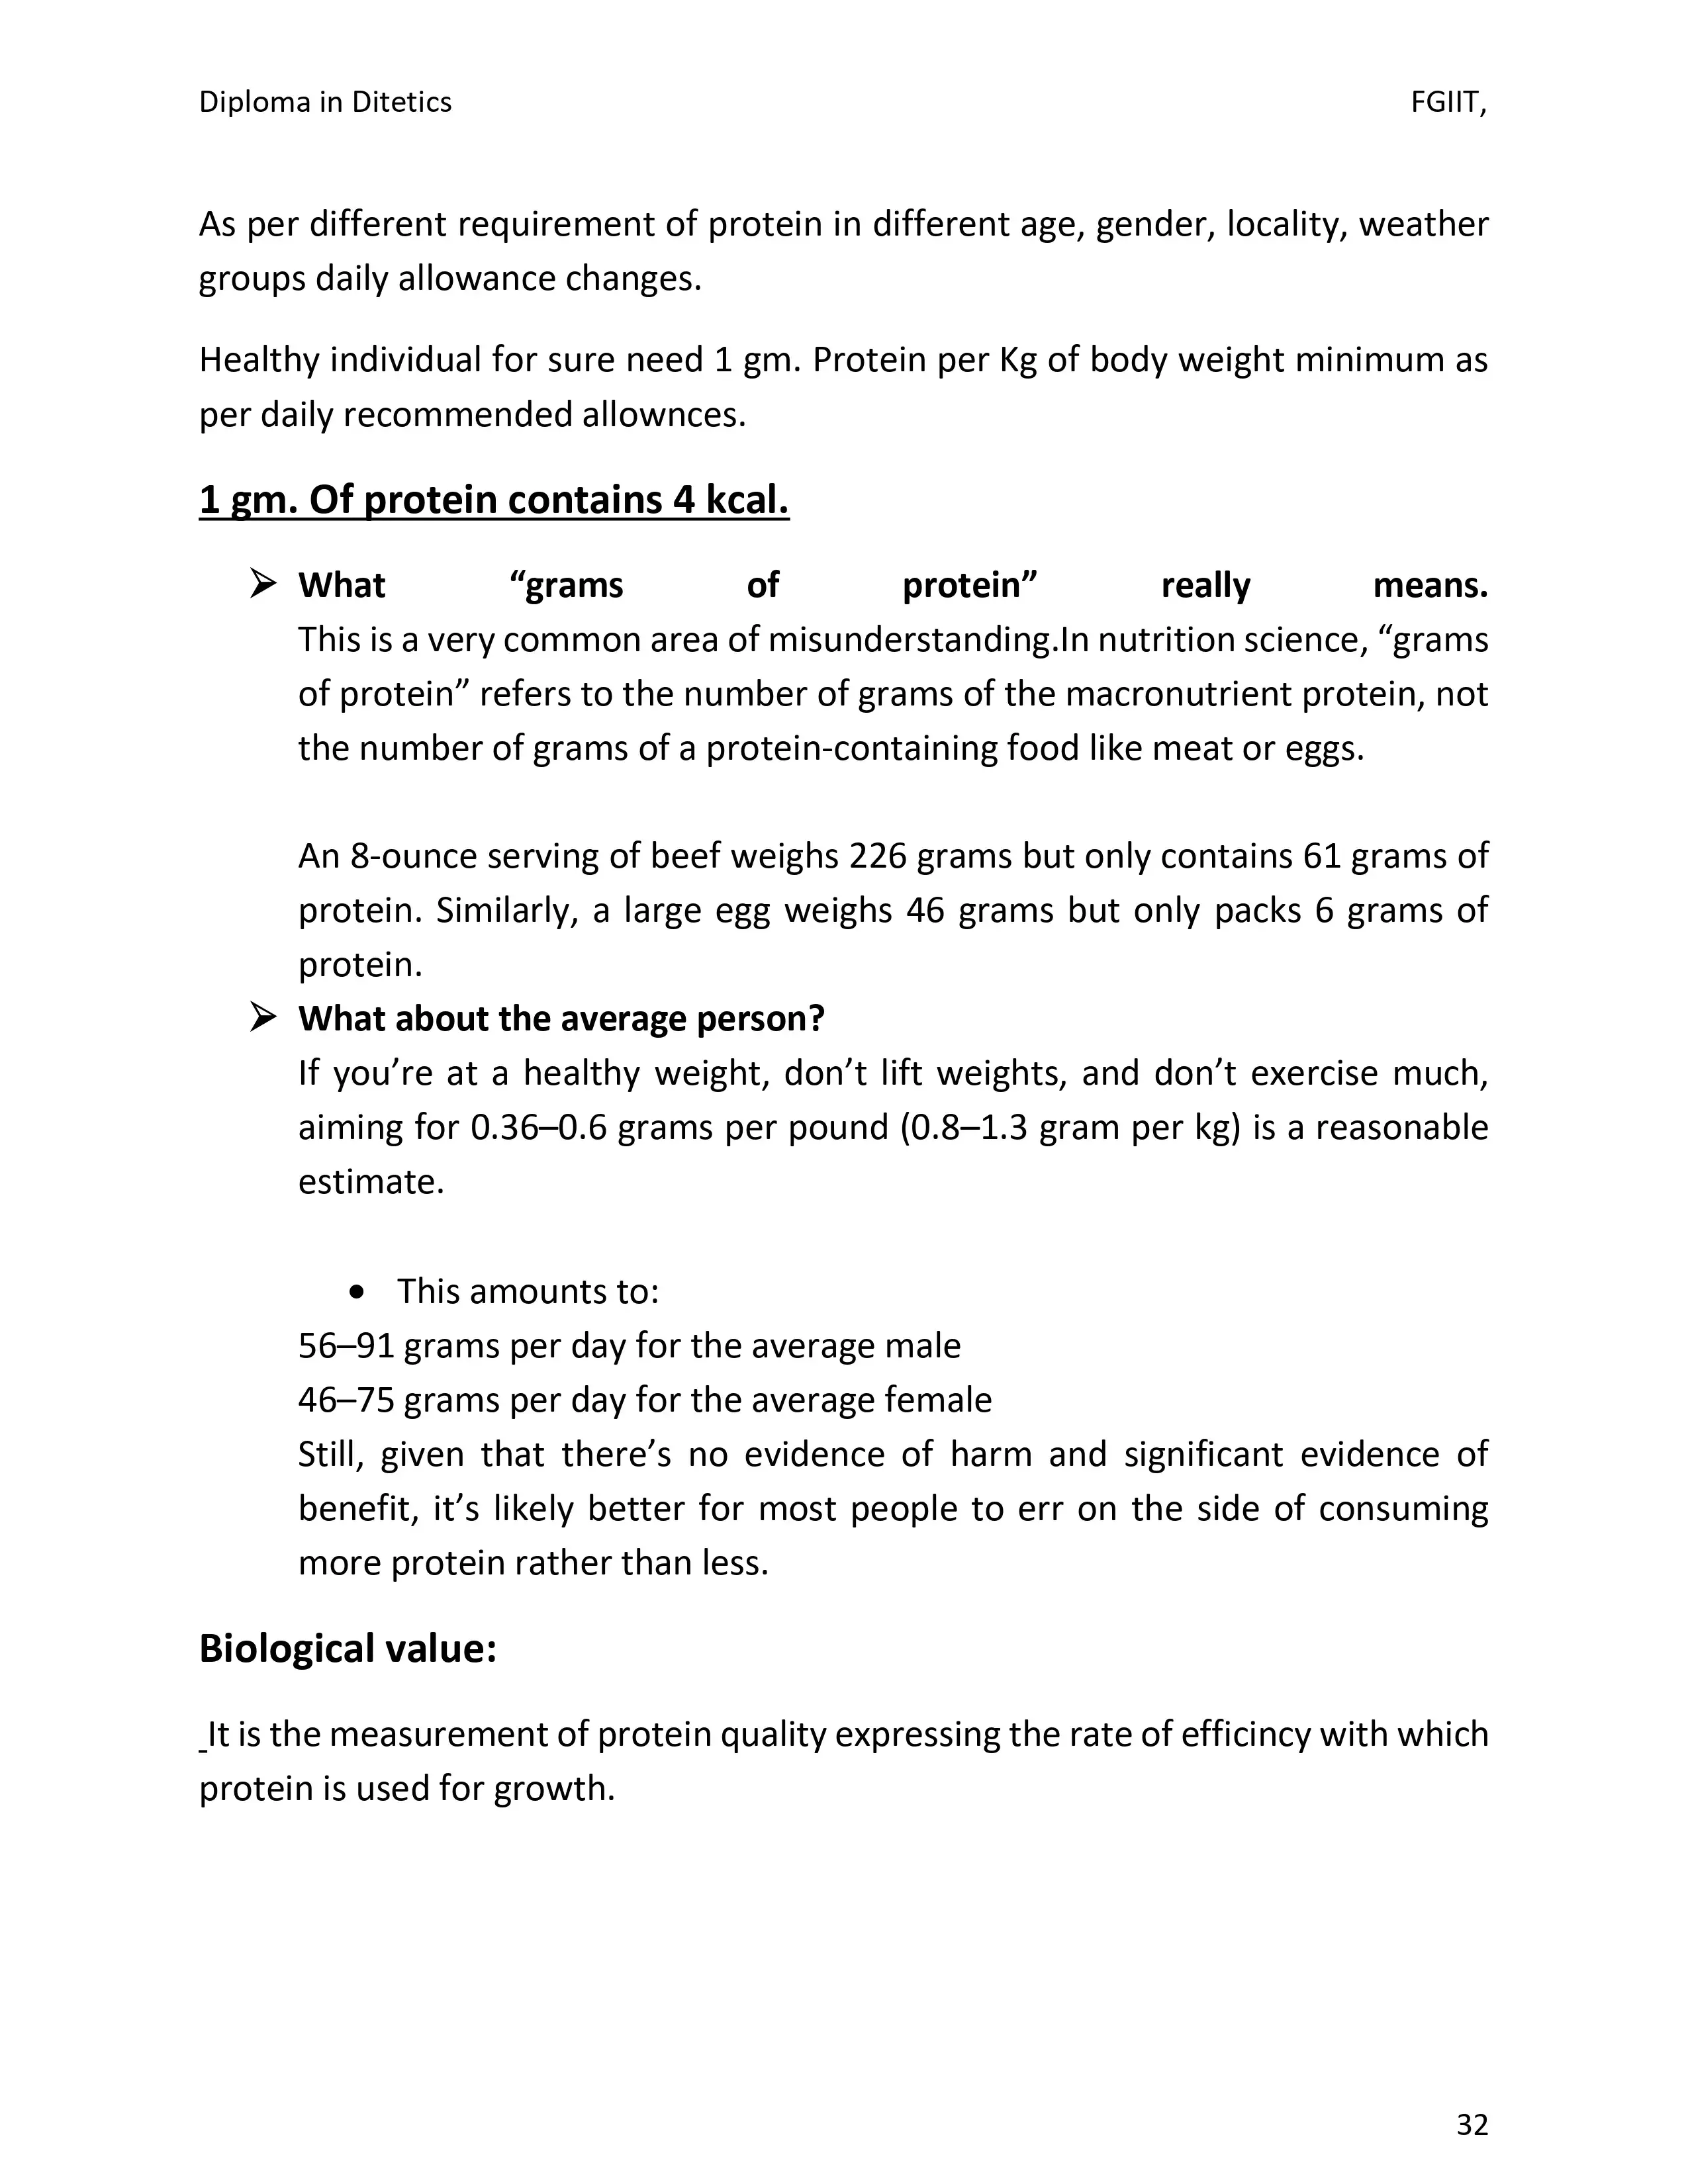 Diploma in Ditetics FGIIT,
As per different requirement of protein in different age, gender, locality, weather
groups daily allowance changes.
Healthy individual for sure need 1 gm. Protein per Kg of body weight minimum as
per daily recommended allownces.
1 gm. Of protein contains 4 kcal.
➢ What “grams of protein” really means.
This is a very common area of misunderstanding.In nutrition science, “grams
of protein” refers to the number of grams of the macronutrient protein, not
the number of grams of a protein-containing food like meat or eggs.
An 8-ounce serving of beef weighs 226 grams but only contains 61 grams of
protein. Similarly, a large egg weighs 46 grams but only packs 6 grams of
protein.
➢ What about the average person?
If you’re at a healthy weight, don’t lift weights, and don’t exercise much,
aiming for 0.36–0.6 grams per pound (0.8–1.3 gram per kg) is a reasonable
estimate.
• This amounts to:
56–91 grams per day for the average male
46–75 grams per day for the average female
Still, given that there’s no evidence of harm and significant evidence of
benefit, it’s likely better for most people to err on the side of consuming
more protein rather than less.
Biological value:
It is the measurement of protein quality expressing the rate of efficincy with which
protein is used for growth.
32